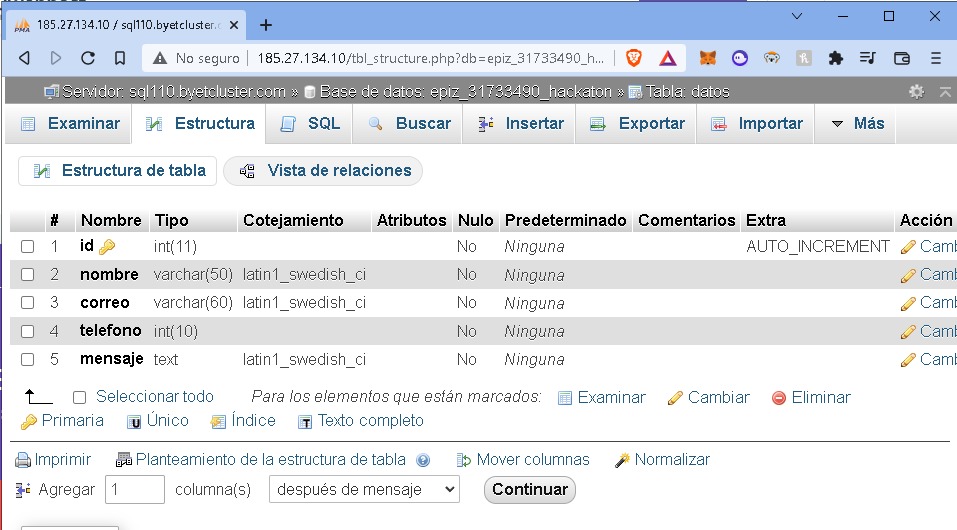 185.27.134.10 / sql110.byetcluster.c
No seguro 185.27.134.10/tbl_structure.php?db=epiz_31733490_h...
Servidor: sql110.byetcluster.com » Base de datos: epiz_31733490_hackaton » Tabla: datos
Examinar Estructura SQL Buscar Insertar Exportar Importar Más
Estructura de tabla Vista de relaciones
# Nombre Tipo Cotejamiento Atributos Nulo Predeterminado Comentarios Extra Acción
1 id int(11) No Ninguna AUTO_INCREMENT Camb
2 nombre varchar(50) latin1_swedish_ci No Ninguna Camb
3 correo varchar(60) latin1_swedish_ci No Ninguna Camb
4 telefono int(10) No Ninguna Camb
5 mensaje text latin1_swedish_ci No Ninguna Camb
Seleccionar todo Para los elementos que están marcados: Examinar Cambiar Eliminar
Primaria Único Índice Texto completo
Imprimir Planteamiento de la estructura de tabla Mover columnas Normalizar
Agregar 1 columna(s) después de mensaje Continuar